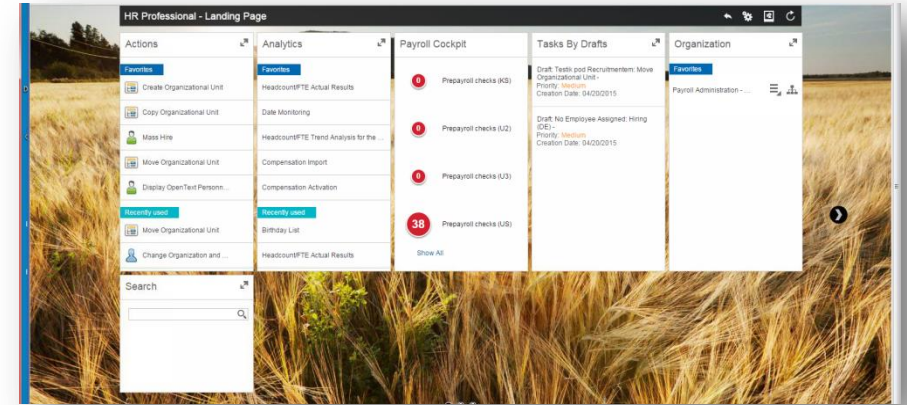 HR Professional - Landing Page
Actions
Favorites
Create Organizational Unit
Copy Organizational Unit
Mass Hire
Move Organizational Unit
Display OpenText Personn...
Recently used
Move Organizational Unit
Change Organization and ...
Analytics
Favorites
Headcount/FTE Actual Results
Date Monitoring
Headcount/FTE Trend Analysis for the ...
Compensation Import
Compensation Activation
Recently used
Birthday List
Headcount/FTE Actual Results
Payroll Cockpit
0 Prepayroll checks (KS)
0 Prepayroll checks (U2)
0 Prepayroll checks (U3)
38 Prepayroll checks (US)
Show All
Tasks By Drafts
Draft: Testik pod Recruitmentem: Move
Organizational Unit -
Priority: Medium
Creation Date: 04/20/2015
Draft: No Employee Assigned: Hiring
(DE) -
Priority: Medium
Creation Date: 04/20/2015
Organization
Favorites
Payroll Administration - ...
Search